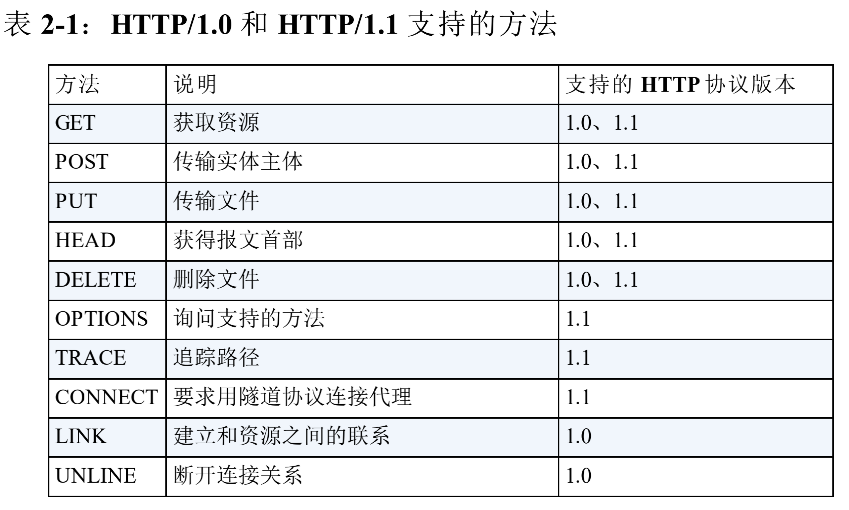 表 2-1：HTTP/1.0 和 HTTP/1.1 支持的方法
方法 说明 支持的 HTTP 协议版本
GET 获取资源 1.0、1.1
POST 传输实体主体 1.0、1.1
PUT 传输文件 1.0、1.1
HEAD 获得报文首部 1.0、1.1
DELETE 删除文件 1.0、1.1
OPTIONS 询问支持的方法 1.1
TRACE 追踪路径 1.1
CONNECT 要求用隧道协议连接代理 1.1
LINK 建立和资源之间的联系 1.0
UNLINE 断开连接关系 1.0